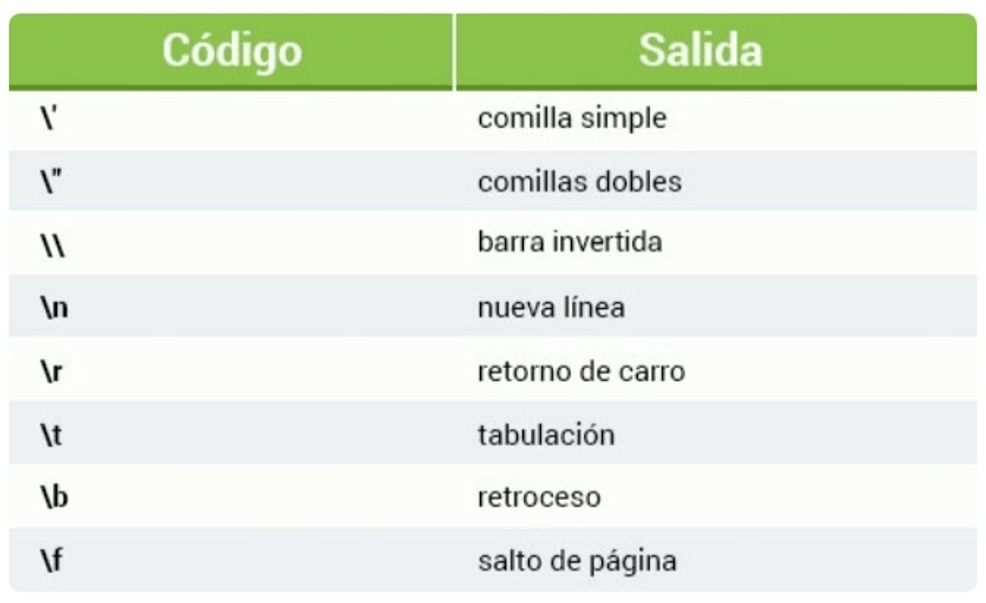 Código Salida
\' comilla simple
\" comillas dobles
\\ barra invertida
\n nueva línea
\r retorno de carro
\t tabulación
\b retroceso
\f salto de página